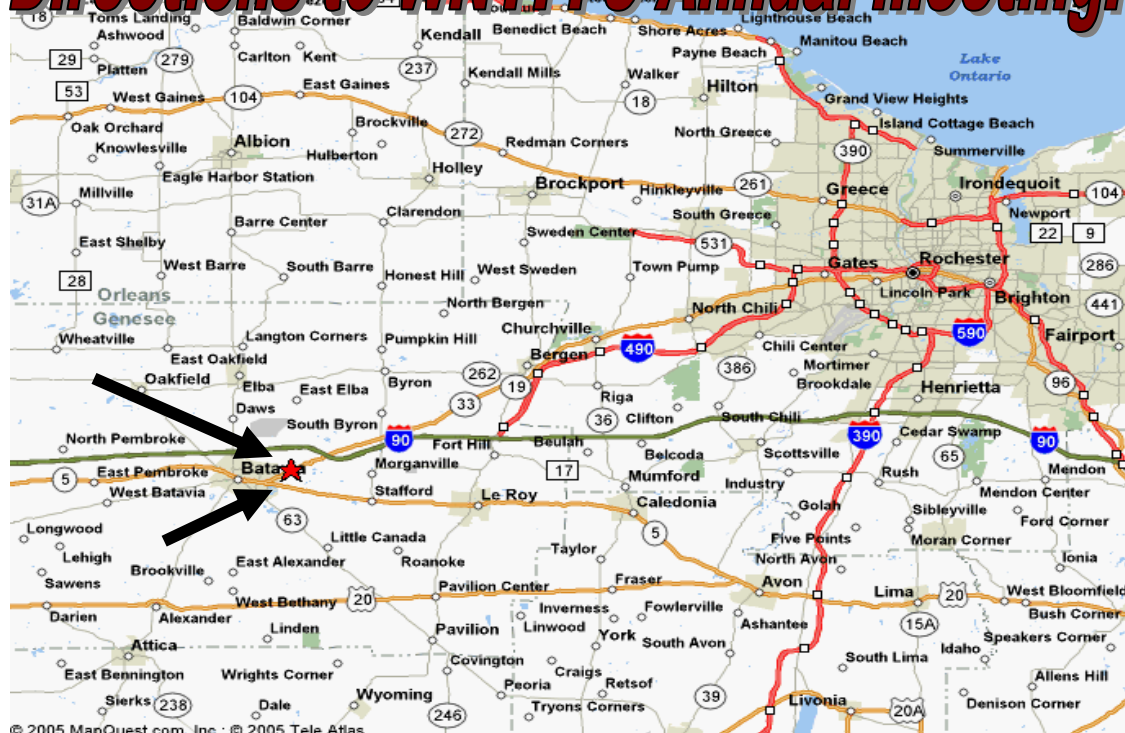 Directions to WNYHPS Annual Meeting!
Lighthouse Beach
Toms Landing
Baldwin Corner
Benedict Beach
Shore Acres
Manitou Beach
18
Ashwood
Kendall
Payne Beach
Lake
Ontario
29
279
Carlton
Kent
237
Platten
Kendall Mills
Walker
Hilton
53
West Gaines
104
East Gaines
18
Grand View Heights
Oak Orchard
Brockville
272
North Greece
Island Cottage Beach
Knowlesville
Albion
Hulberton
Redman Corners
390
Summerville
Eagle Harbor Station
Holley
Brockport
Hinkleyville
261
Greece
Irondequoit
104
31A
Millville
Barre Center
Clarendon
South Greece
Newport
22
9
East Shelby
Sweden Center
531
West Barre
South Barre
West Sweden
Town Pump
Gates
Rochester
286
28
Honest Hill
Lincoln Park
Brighton
Orleans
Genesee
North Bergen
North Chili
441
Wheatville
Langton Corners
Pumpkin Hill
Churchville
490
590
Fairport
East Oakfield
Bergen
Chili Center
Oakfield
Elba
East Elba
Byron
262
19
386
Mortimer
Brookdale
Henrietta
96
Daws
33
Riga
South Byron
36
Clifton
South Chili
North Pembroke
90
Fort Hill
Beulah
390
Cedar Swamp
90
Belcoda
Scottsville
65
5
East Pembroke
Batavia
Morganville
17
Mumford
Industry
Rush
Mendon
West Batavia
Stafford
Le Roy
Caledonia
Mendon Center
Longwood
63
Golah
Sibleyville
Ford Corner
Little Canada
5
Five Points
Moran Corner
Lehigh
East Alexander
Roanoke
Taylor
North Avon
Ionia
Sawens
Brookville
Pavilion Center
Fraser
Avon
Lima
20
West Bloomfield
Darien
Alexander
West Bethany
20
Inverness
Fowlerville
Bush Corner
Linden
Pavilion
Linwood
York
Ashantee
15A
Speakers Corner
Attica
South Avon
Idaho
East Bennington
Wrights Corner
Covington
Craigs
South Lima
Allens Hill
Sierks
238
Dale
Wyoming
Peoria
Retsof
39
Livonia
Denison Corner
246
Tryons Corners
20A
© 2005 MapQuest.com, Inc.; © 2005 Tele Atlas